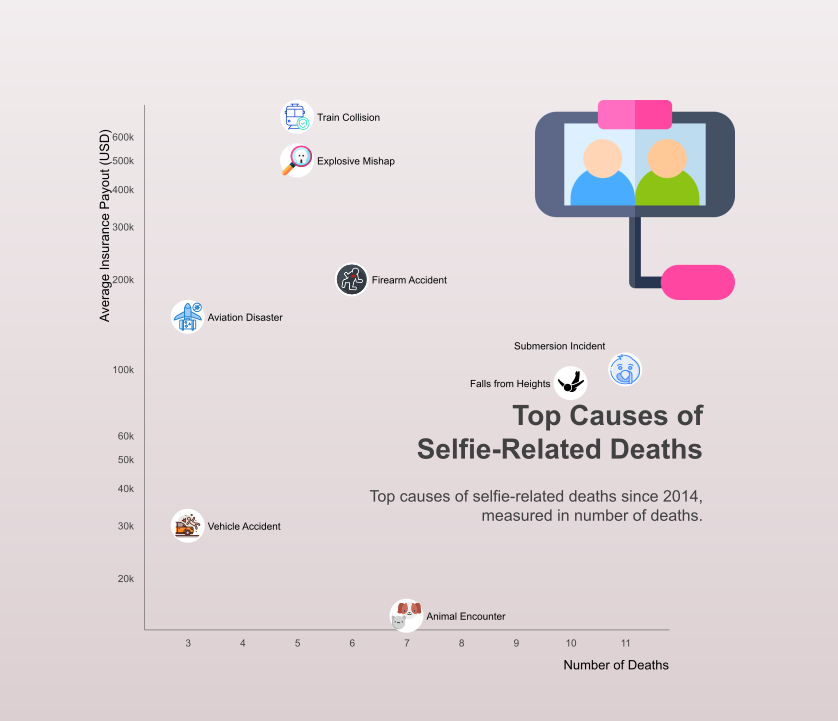 Train Collision
600k
Explosive Mishap
500k
400k
300k
Average Insurance Payout (USD)
200k
Firearm Accident
Aviation Disaster
Submersion Incident
100k
Falls from Heights
Top Causes of
Selfie-Related Deaths
60k
50k
40k
Top causes of selfie-related deaths since 2014,
measured in number of deaths.
30k
Vehicle Accident
20k
Animal Encounter
3 4 5 6 7 8 9 10 11
Number of Deaths